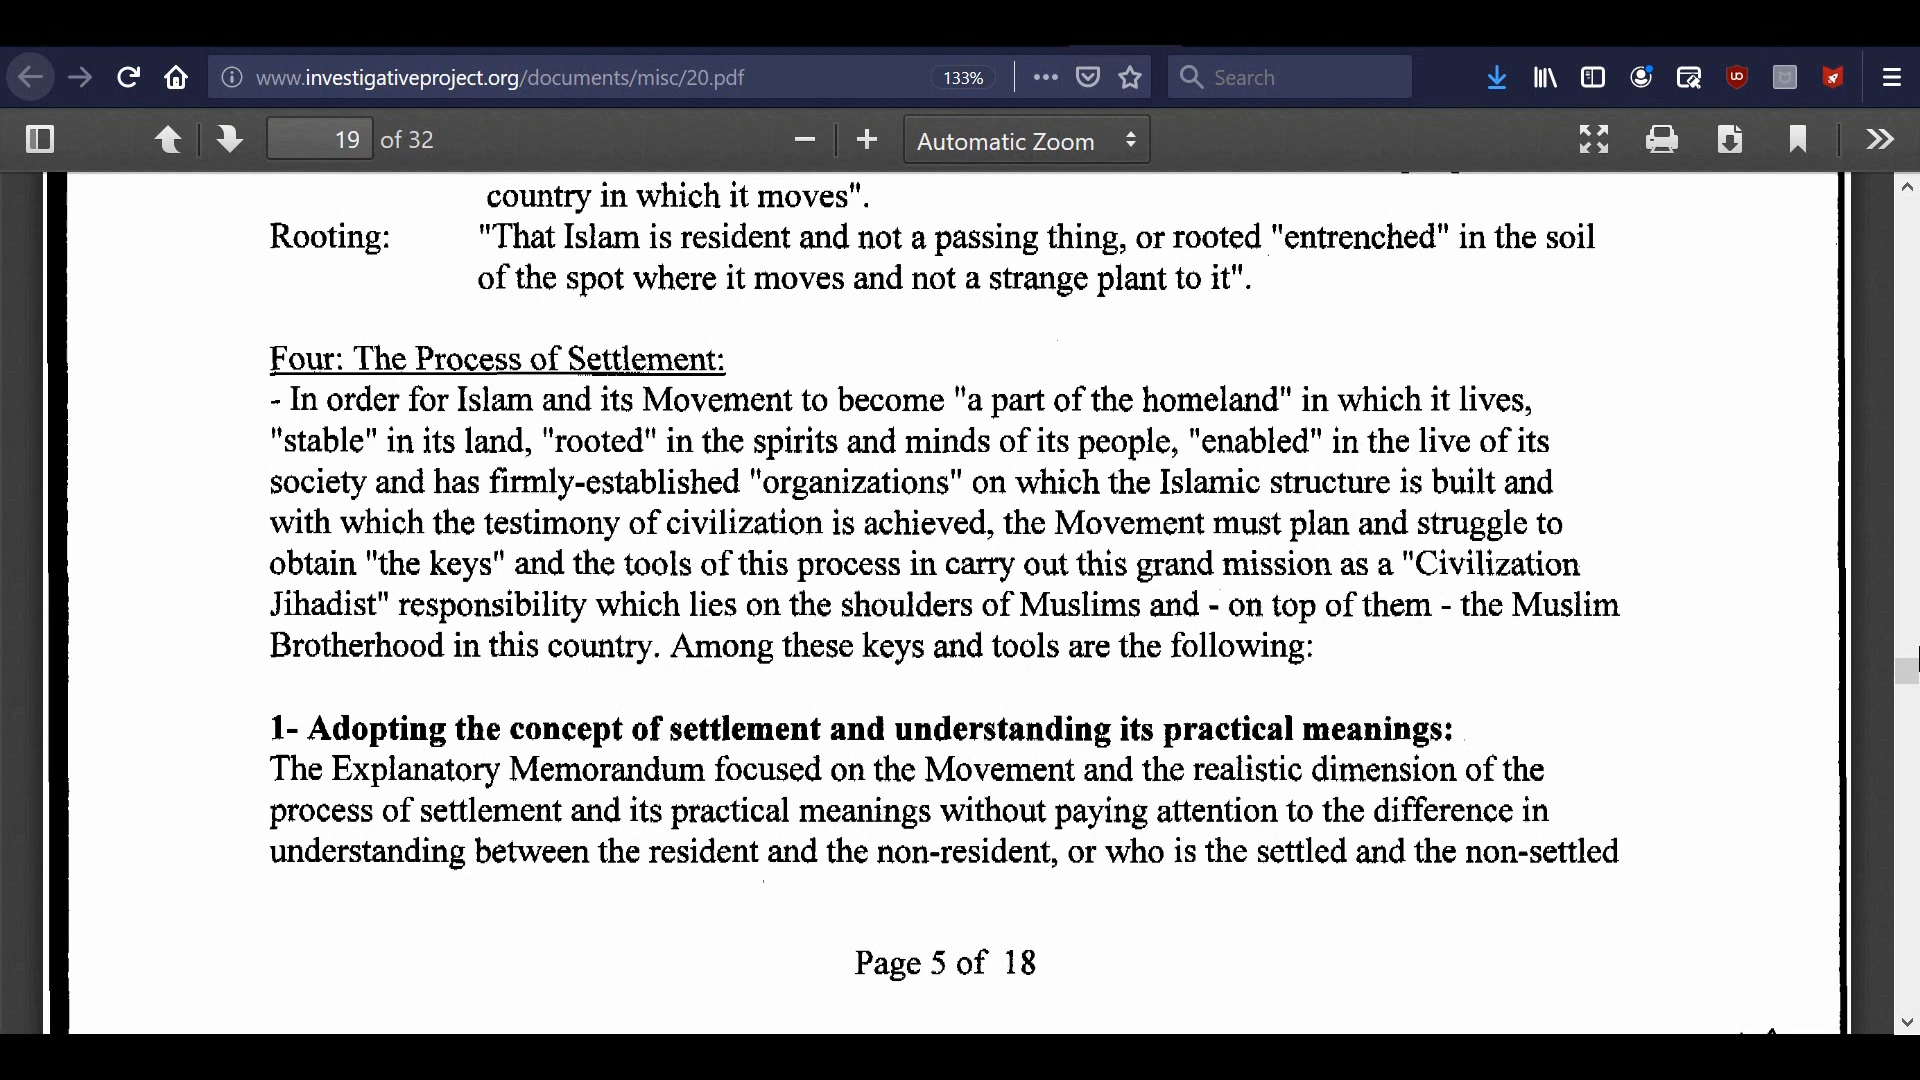 www.investigativeproject.org/documents/misc/20.pdf
133%
Search
19 of 32
Automatic Zoom
country in which it moves".
Rooting: "That Islam is resident and not a passing thing, or rooted "entrenched" in the soil
of the spot where it moves and not a strange plant to it".
Four: The Process of Settlement:
- In order for Islam and its Movement to become "a part of the homeland" in which it lives,
"stable" in its land, "rooted" in the spirits and minds of its people, "enabled" in the live of its
society and has firmly-established "organizations" on which the Islamic structure is built and
with which the testimony of civilization is achieved, the Movement must plan and struggle to
obtain "the keys" and the tools of this process in carry out this grand mission as a "Civilization
Jihadist" responsibility which lies on the shoulders of Muslims and - on top of them - the Muslim
Brotherhood in this country. Among these keys and tools are the following:
1- Adopting the concept of settlement and understanding its practical meanings:
The Explanatory Memorandum focused on the Movement and the realistic dimension of the
process of settlement and its practical meanings without paying attention to the difference in
understanding between the resident and the non-resident, or who is the settled and the non-settled
Page 5 of 18